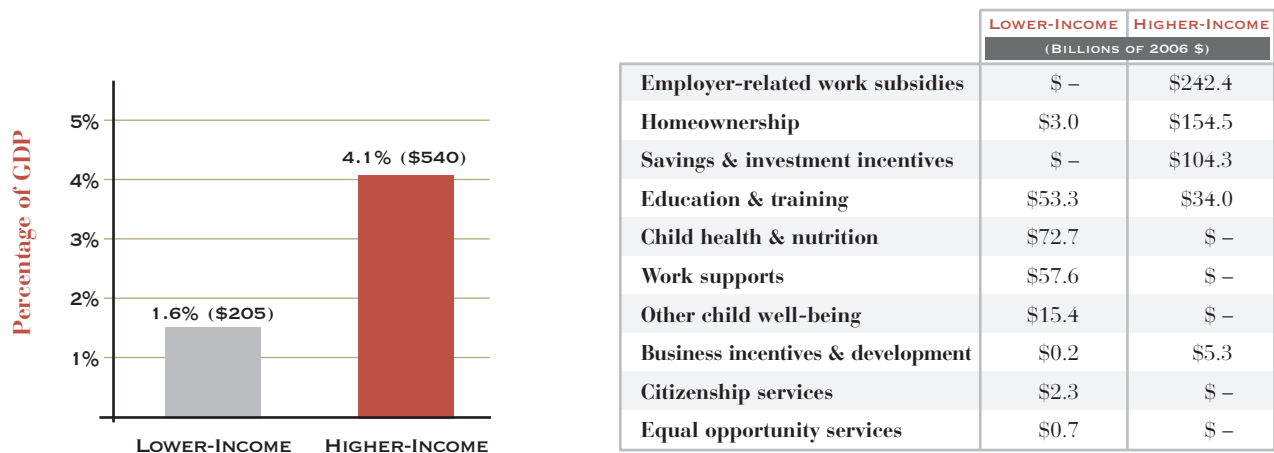 Percentage of GDP
5%
4%
3%
2%
1%
1.6% ($205)
4.1% ($540)
LOWER-INCOME HIGHER-INCOME
LOWER-INCOME HIGHER-INCOME
(BILLIONS OF 2006 $)
Employer-related work subsidies $ – $242.4
Homeownership $3.0 $154.5
Savings & investment incentives $ – $104.3
Education & training $53.3 $34.0
Child health & nutrition $72.7 $ –
Work supports $57.6 $ –
Other child well-being $15.4 $ –
Business incentives & development $0.2 $5.3
Citizenship services $2.3 $ –
Equal opportunity services $0.7 $ –